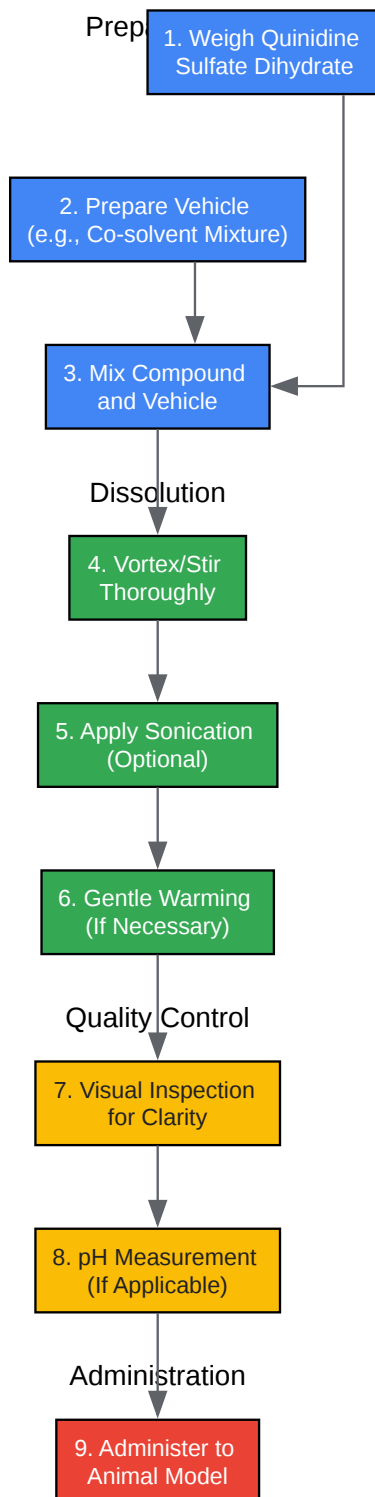 1. Weigh Quinidine
Sulfate Dihydrate
2. Prepare Vehicle
(e.g., Co-solvent Mixture)
3. Mix Compound
and Vehicle
Dissolution
4. Vortex/Stir
Thoroughly
5. Apply Sonication
(Optional)
6. Gentle Warming
(If Necessary)
Quality Control
7. Visual Inspection
for Clarity
8. pH Measurement
(If Applicable)
Administration
9. Administer to
Animal Model